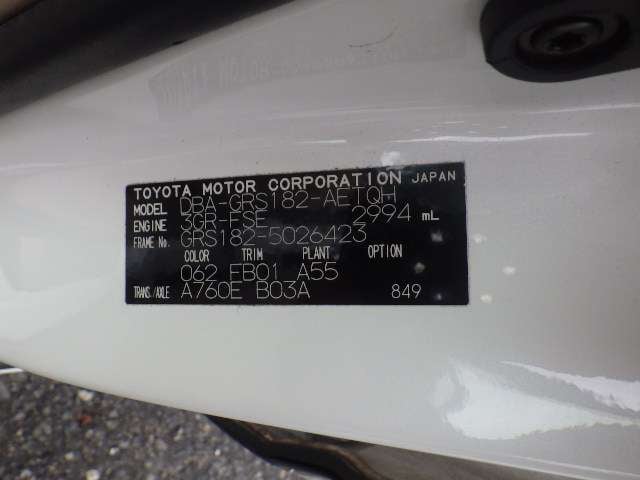 TOYOTA MOTOR CORPORATION JAPAN
MODEL DBA-GRS182-AETQH
ENGINE 3GR-FSE 2994 mL
FRAME No. GRS182-5026423
COLOR TRIM PLANT OPTION
062 FB01 A55
TRANS./AXLE A760E B03A 849